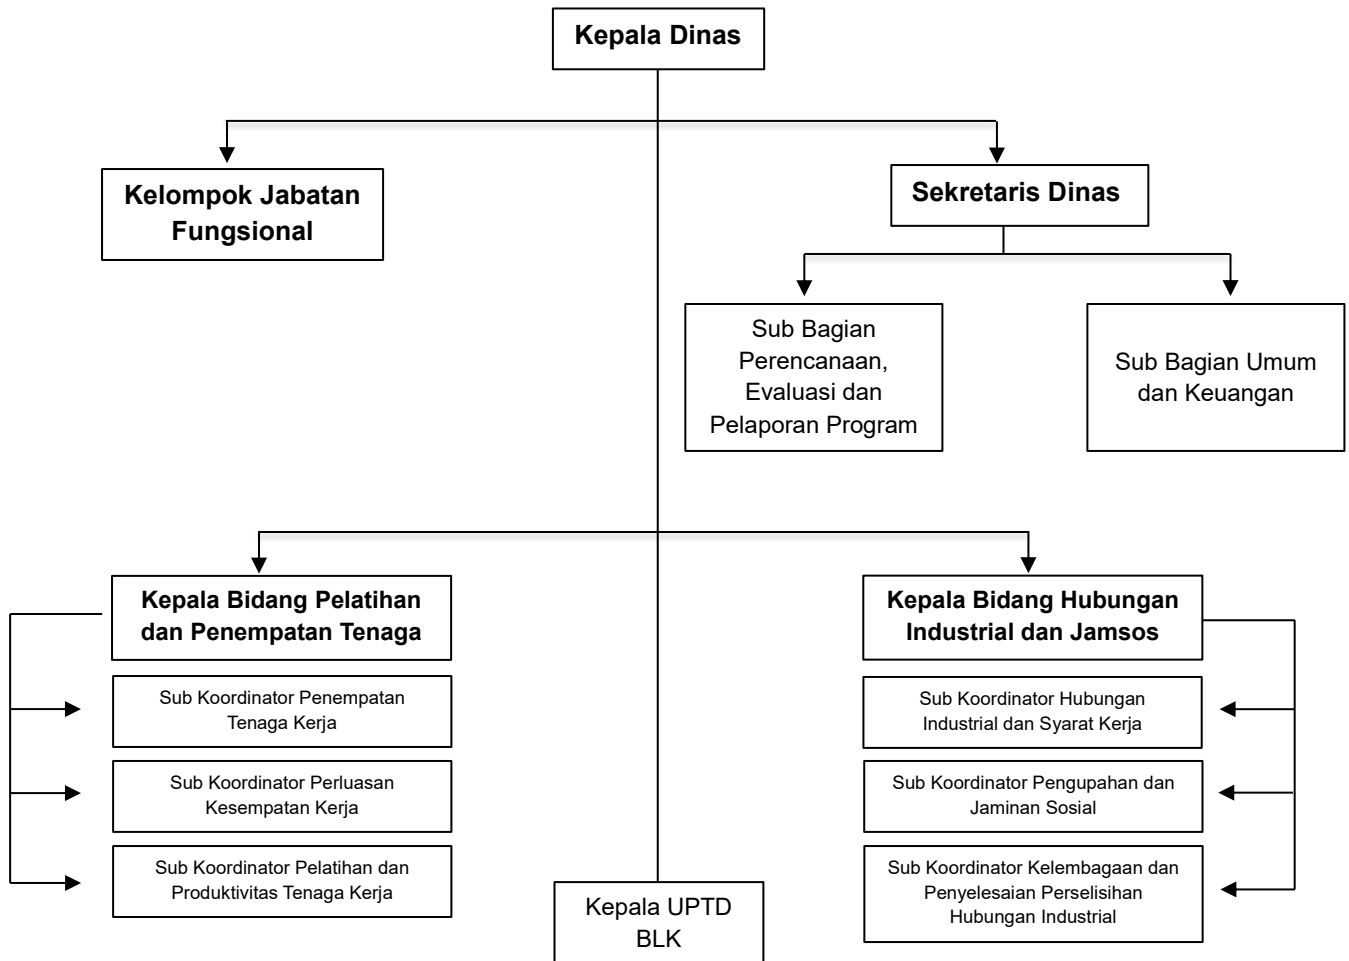 Kepala Dinas
Kelompok Jabatan
Fungsional
Sekretaris Dinas
Sub Bagian
Perencanaan,
Evaluasi dan
Pelaporan Program
Sub Bagian Umum
dan Keuangan
Kepala Bidang Pelatihan
dan Penempatan Tenaga
Sub Koordinator Penempatan
Tenaga Kerja
Sub Koordinator Perluasan
Kesempatan Kerja
Sub Koordinator Pelatihan dan
Produktivitas Tenaga Kerja
Kepala Bidang Hubungan
Industrial dan Jamsos
Sub Koordinator Hubungan
Industrial dan Syarat Kerja
Sub Koordinator Pengupahan dan
Jaminan Sosial
Sub Koordinator Kelembagaan dan
Penyelesaian Perselisihan
Hubungan Industrial
Kepala UPTD
BLK